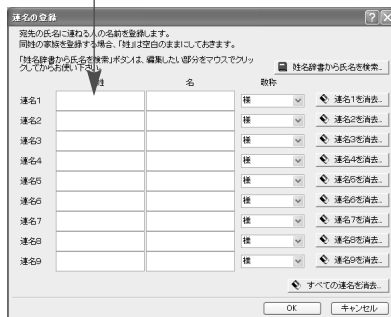 連名の登録
宛先の氏名に連ねる人の名前を登録します。
同姓の家族を登録する場合、「姓」は空白のままにしておきます。
「姓名辞書から氏名を検索」ボタンは、編集したい部分をマウスでクリッ
クしてからお使い下さい。
姓名辞書から氏名を検索...
姓 名 敬称
連名1 様 連名1を消去...
連名2 様 連名2を消去...
連名3 様 連名3を消去...
連名4 様 連名4を消去...
連名5 様 連名5を消去...
連名6 様 連名6を消去...
連名7 様 連名7を消去...
連名8 様 連名8を消去...
連名9 様 連名9を消去...
すべての連名を消去...
OK キャンセル